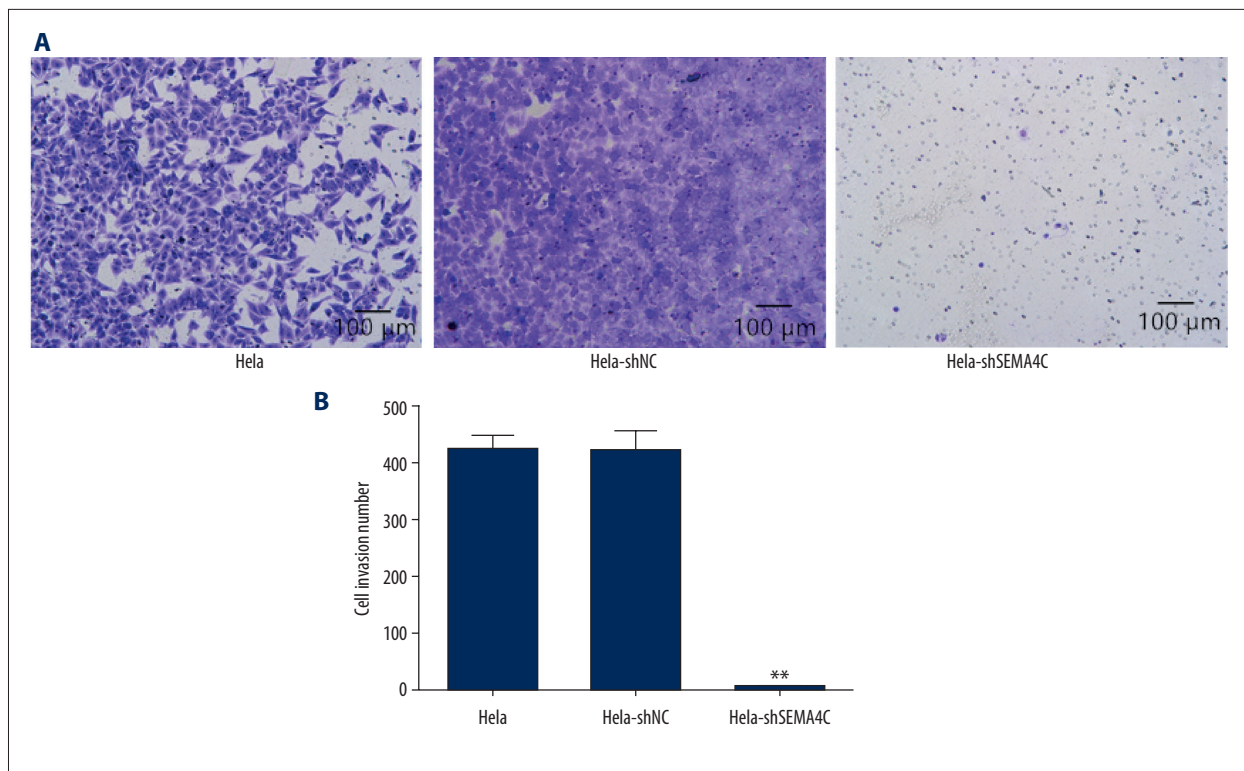 A
100 µm
100 µm
100 µm
Hela
Hela-shNC
Hela-shSEMA4C
B
500
400
300
200
100
0
Cell invasion number
**
Hela
Hela-shNC
Hela-shSEMA4C